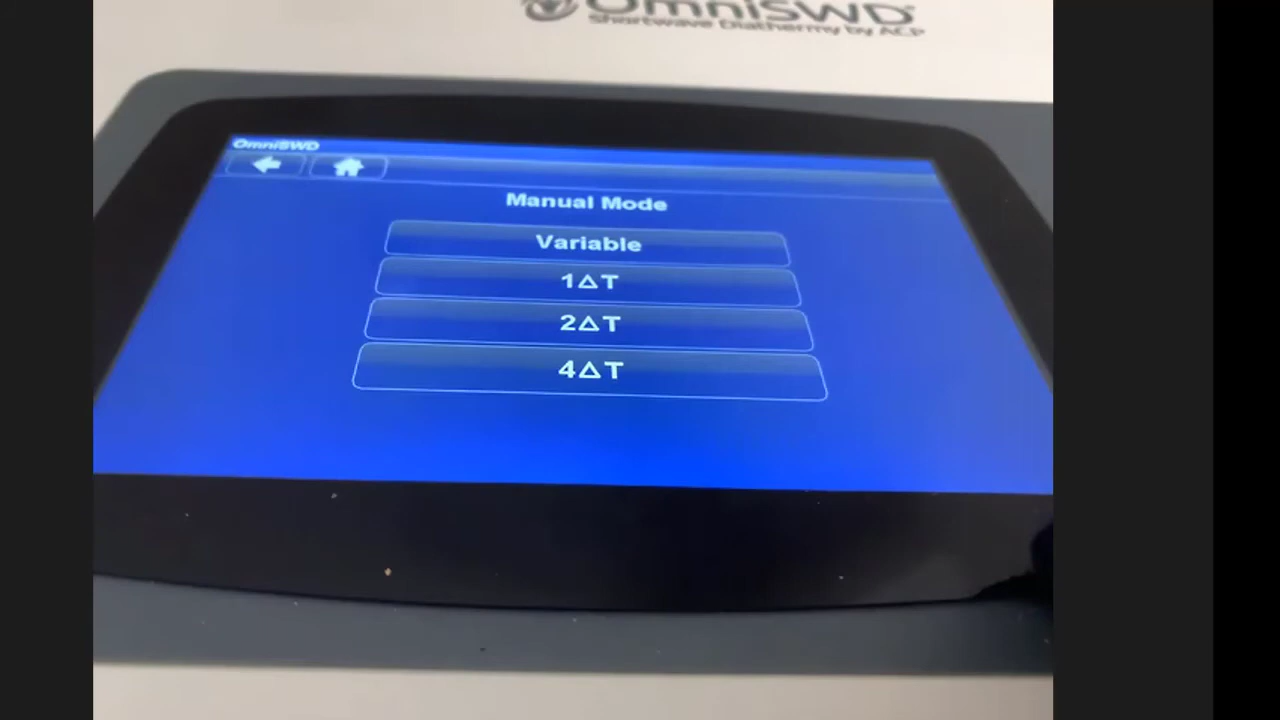 OmniSWD
Shortwave Diathermy by ACP
OmniSWD
Manual Mode
Variable
1△T
2△T
4△T